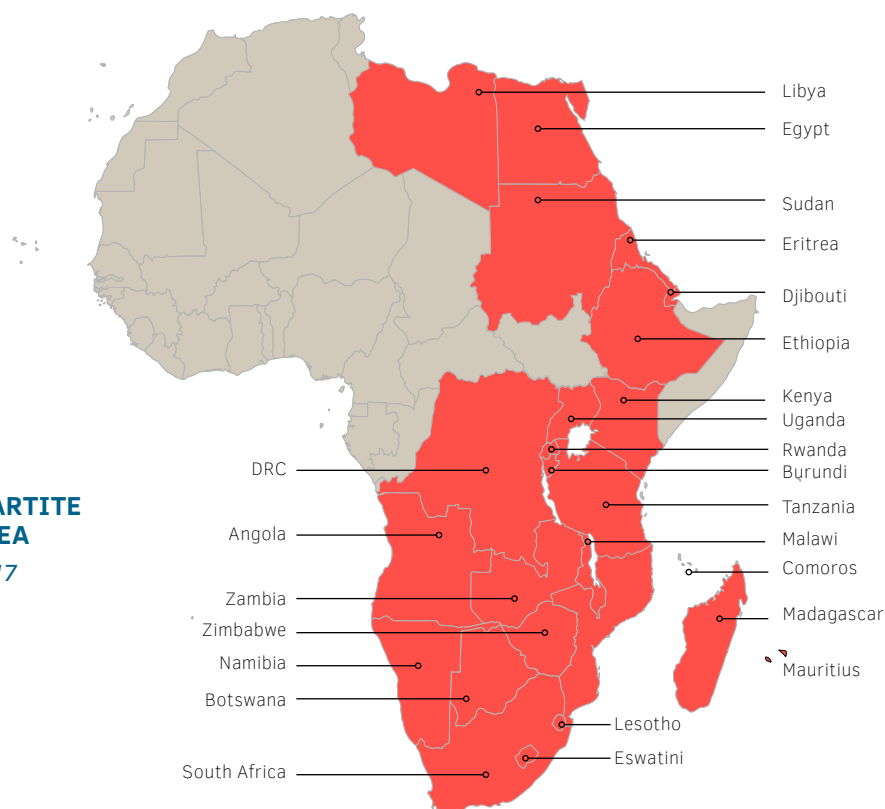 Libya
Egypt
Sudan
Eritrea
Djibouti
Ethiopia
Kenya
Uganda
Rwanda
Burundi
Tanzania
Malawi
Comoros
Madagascar
Mauritius
DRC
Angola
Zambia
Zimbabwe
Namibia
Botswana
South Africa
Lesotho
Eswatini
ARTITE
EA
17